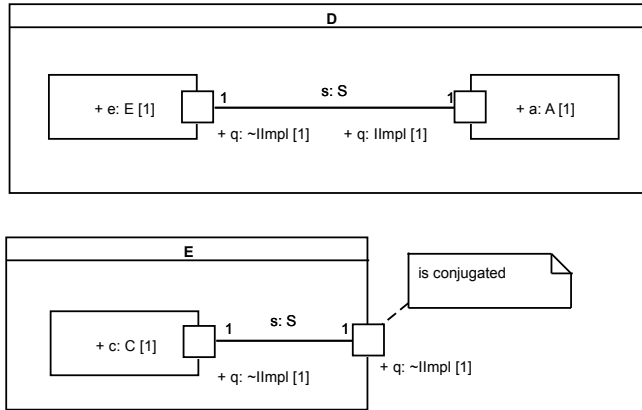 D
s: S
1
1
+ e: E [1]
+ a: A [1]
+ q: ~IImpl [1]
+ q: IImpl [1]
E
is conjugated
s: S
1
1
+ c: C [1]
+ q: ~IImpl [1]
+ q: ~IImpl [1]